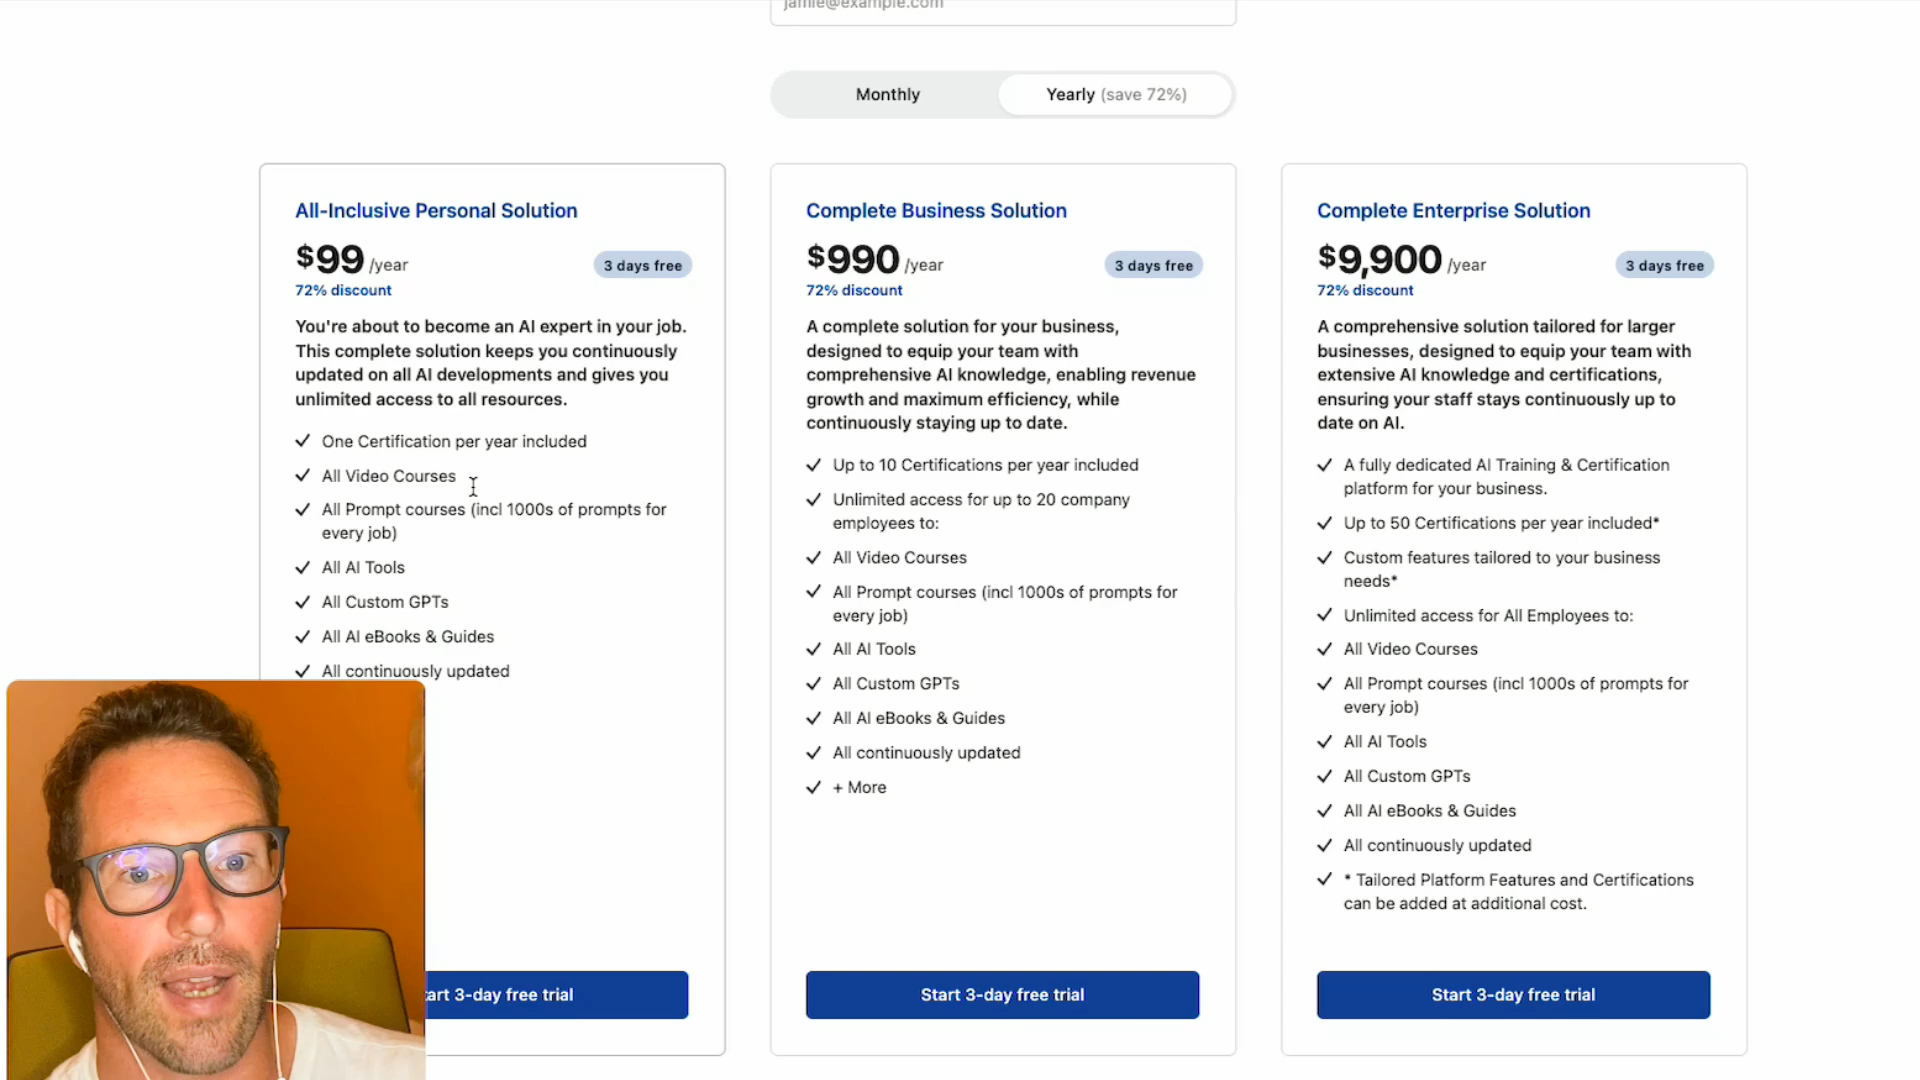 jamie@example.com
Monthly
Yearly (save 72%)
All-Inclusive Personal Solution
$99 /year
3 days free
72% discount
You're about to become an AI expert in your job.
This complete solution keeps you continuously
updated on all AI developments and gives you
unlimited access to all resources.
One Certification per year included
All Video Courses
All Prompt courses (incl 1000s of prompts for
every job)
All AI Tools
All Custom GPTs
All AI eBooks & Guides
All continuously updated
art 3-day free trial
Complete Business Solution
$990 /year
3 days free
72% discount
A complete solution for your business,
designed to equip your team with
comprehensive AI knowledge, enabling revenue
growth and maximum efficiency, while
continuously staying up to date.
Up to 10 Certifications per year included
Unlimited access for up to 20 company
employees to:
All Video Courses
All Prompt courses (incl 1000s of prompts for
every job)
All AI Tools
All Custom GPTs
All AI eBooks & Guides
All continuously updated
+ More
Start 3-day free trial
Complete Enterprise Solution
$9,900 /year
3 days free
72% discount
A comprehensive solution tailored for larger
businesses, designed to equip your team with
extensive AI knowledge and certifications,
ensuring your staff stays continuously up to
date on AI.
A fully dedicated AI Training & Certification
platform for your business.
Up to 50 Certifications per year included*
Custom features tailored to your business
needs*
Unlimited access for All Employees to:
All Video Courses
All Prompt courses (incl 1000s of prompts for
every job)
All AI Tools
All Custom GPTs
All AI eBooks & Guides
All continuously updated
* Tailored Platform Features and Certifications
can be added at additional cost.
Start 3-day free trial